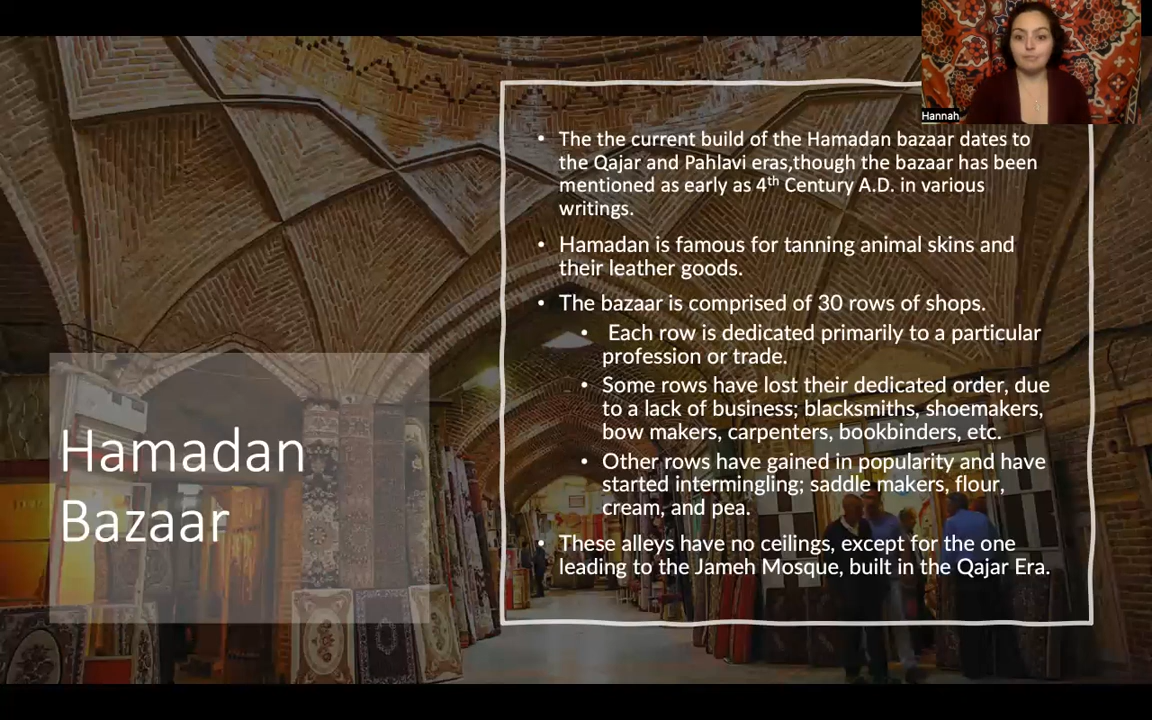 Hannah
Hamadan
Bazaar
• The the current build of the Hamadan bazaar dates to
the Qajar and Pahlavi eras,though the bazaar has been
mentioned as early as 4th Century A.D. in various
writings.
• Hamadan is famous for tanning animal skins and
their leather goods.
• The bazaar is comprised of 30 rows of shops.
• Each row is dedicated primarily to a particular
profession or trade.
• Some rows have lost their dedicated order, due
to a lack of business; blacksmiths, shoemakers,
bow makers, carpenters, bookbinders, etc.
• Other rows have gained in popularity and have
started intermingling; saddle makers, flour,
cream, and pea.
• These alleys have no ceilings, except for the one
leading to the Jameh Mosque, built in the Qajar Era.